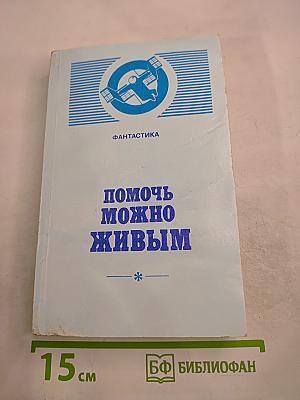 ФАНТАСТИКА
ПОМОЧЬ
МОЖНО
ЖИВЫМ
*
15 см
БФ БИБЛИОФАН